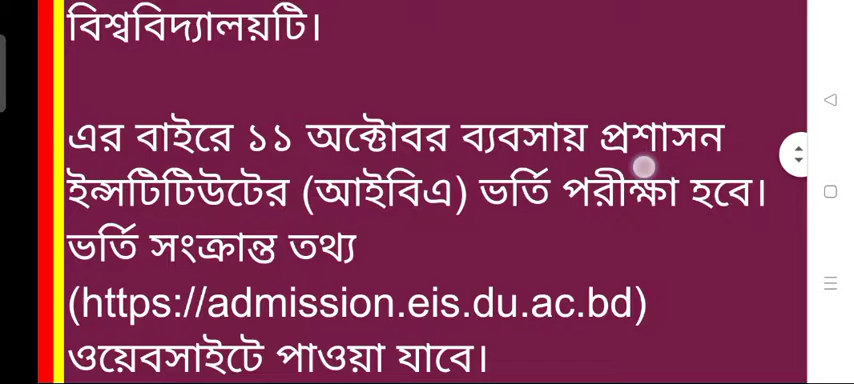 বিশ্ববিদ্যালয়টি।
এর বাইরে ১১ অক্টোবর ব্যবসায় প্রশাসন
ইন্সটিটিউটের (আইবিএ) ভর্তি পরীক্ষা হবে।
ভর্তি সংক্রান্ত তথ্য
(https://admission.eis.du.ac.bd)
ওয়েবসাইটে পাওয়া যাবে।